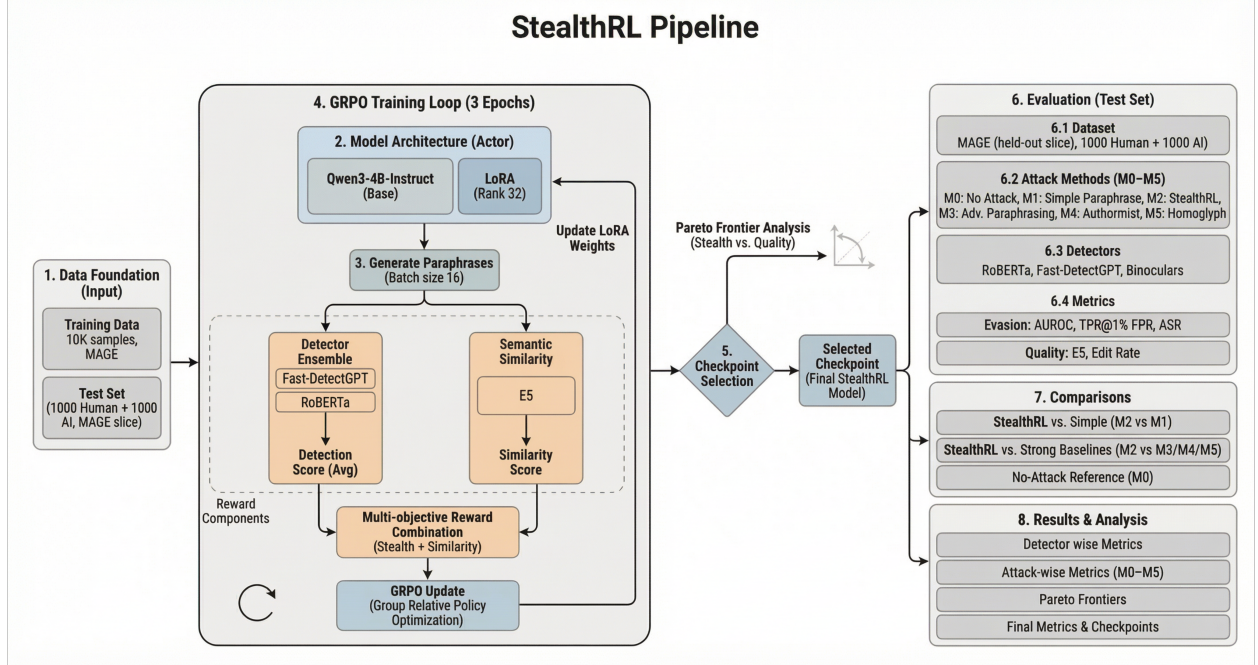 StealthRL Pipeline
1. Data Foundation
(Input)
Training Data
10K samples,
MAGE
Test Set
(1000 Human + 1000
AI, MAGE slice)
4. GRPO Training Loop (3 Epochs)
2. Model Architecture (Actor)
Qwen3-4B-Instruct
(Base)
LoRA
(Rank 32)
Update LoRA
Weights
3. Generate Paraphrases
(Batch size 16)
Detector
Ensemble
Fast-DetectGPT
RoBERTa
Detection
Score (Avg)
Semantic
Similarity
E5
Similarity
Score
Reward
Components
Multi-objective Reward
Combination
(Stealth + Similarity)
GRPO Update
(Group Relative Policy
Optimization)
Pareto Frontier Analysis
(Stealth vs. Quality)
5.
Checkpoint
Selection
Selected
Checkpoint
(Final StealthRL
Model)
6. Evaluation (Test Set)
6.1 Dataset
MAGE (held-out slice), 1000 Human + 1000 AI)
6.2 Attack Methods (M0–M5)
M0: No Attack, M1: Simple Paraphrase, M2: StealthRL,
M3: Adv. Paraphrasing, M4: Authormist, M5: Homoglyph
6.3 Detectors
RoBERTa, Fast-DetectGPT, Binoculars
6.4 Metrics
Evasion: AUROC, TPR@1% FPR, ASR
Quality: E5, Edit Rate
7. Comparisons
StealthRL vs. Simple (M2 vs M1)
StealthRL vs. Strong Baselines (M2 vs M3/M4/M5)
No-Attack Reference (M0)
8. Results & Analysis
Detector wise Metrics
Attack-wise Metrics (M0–M5)
Pareto Frontiers
Final Metrics & Checkpoints